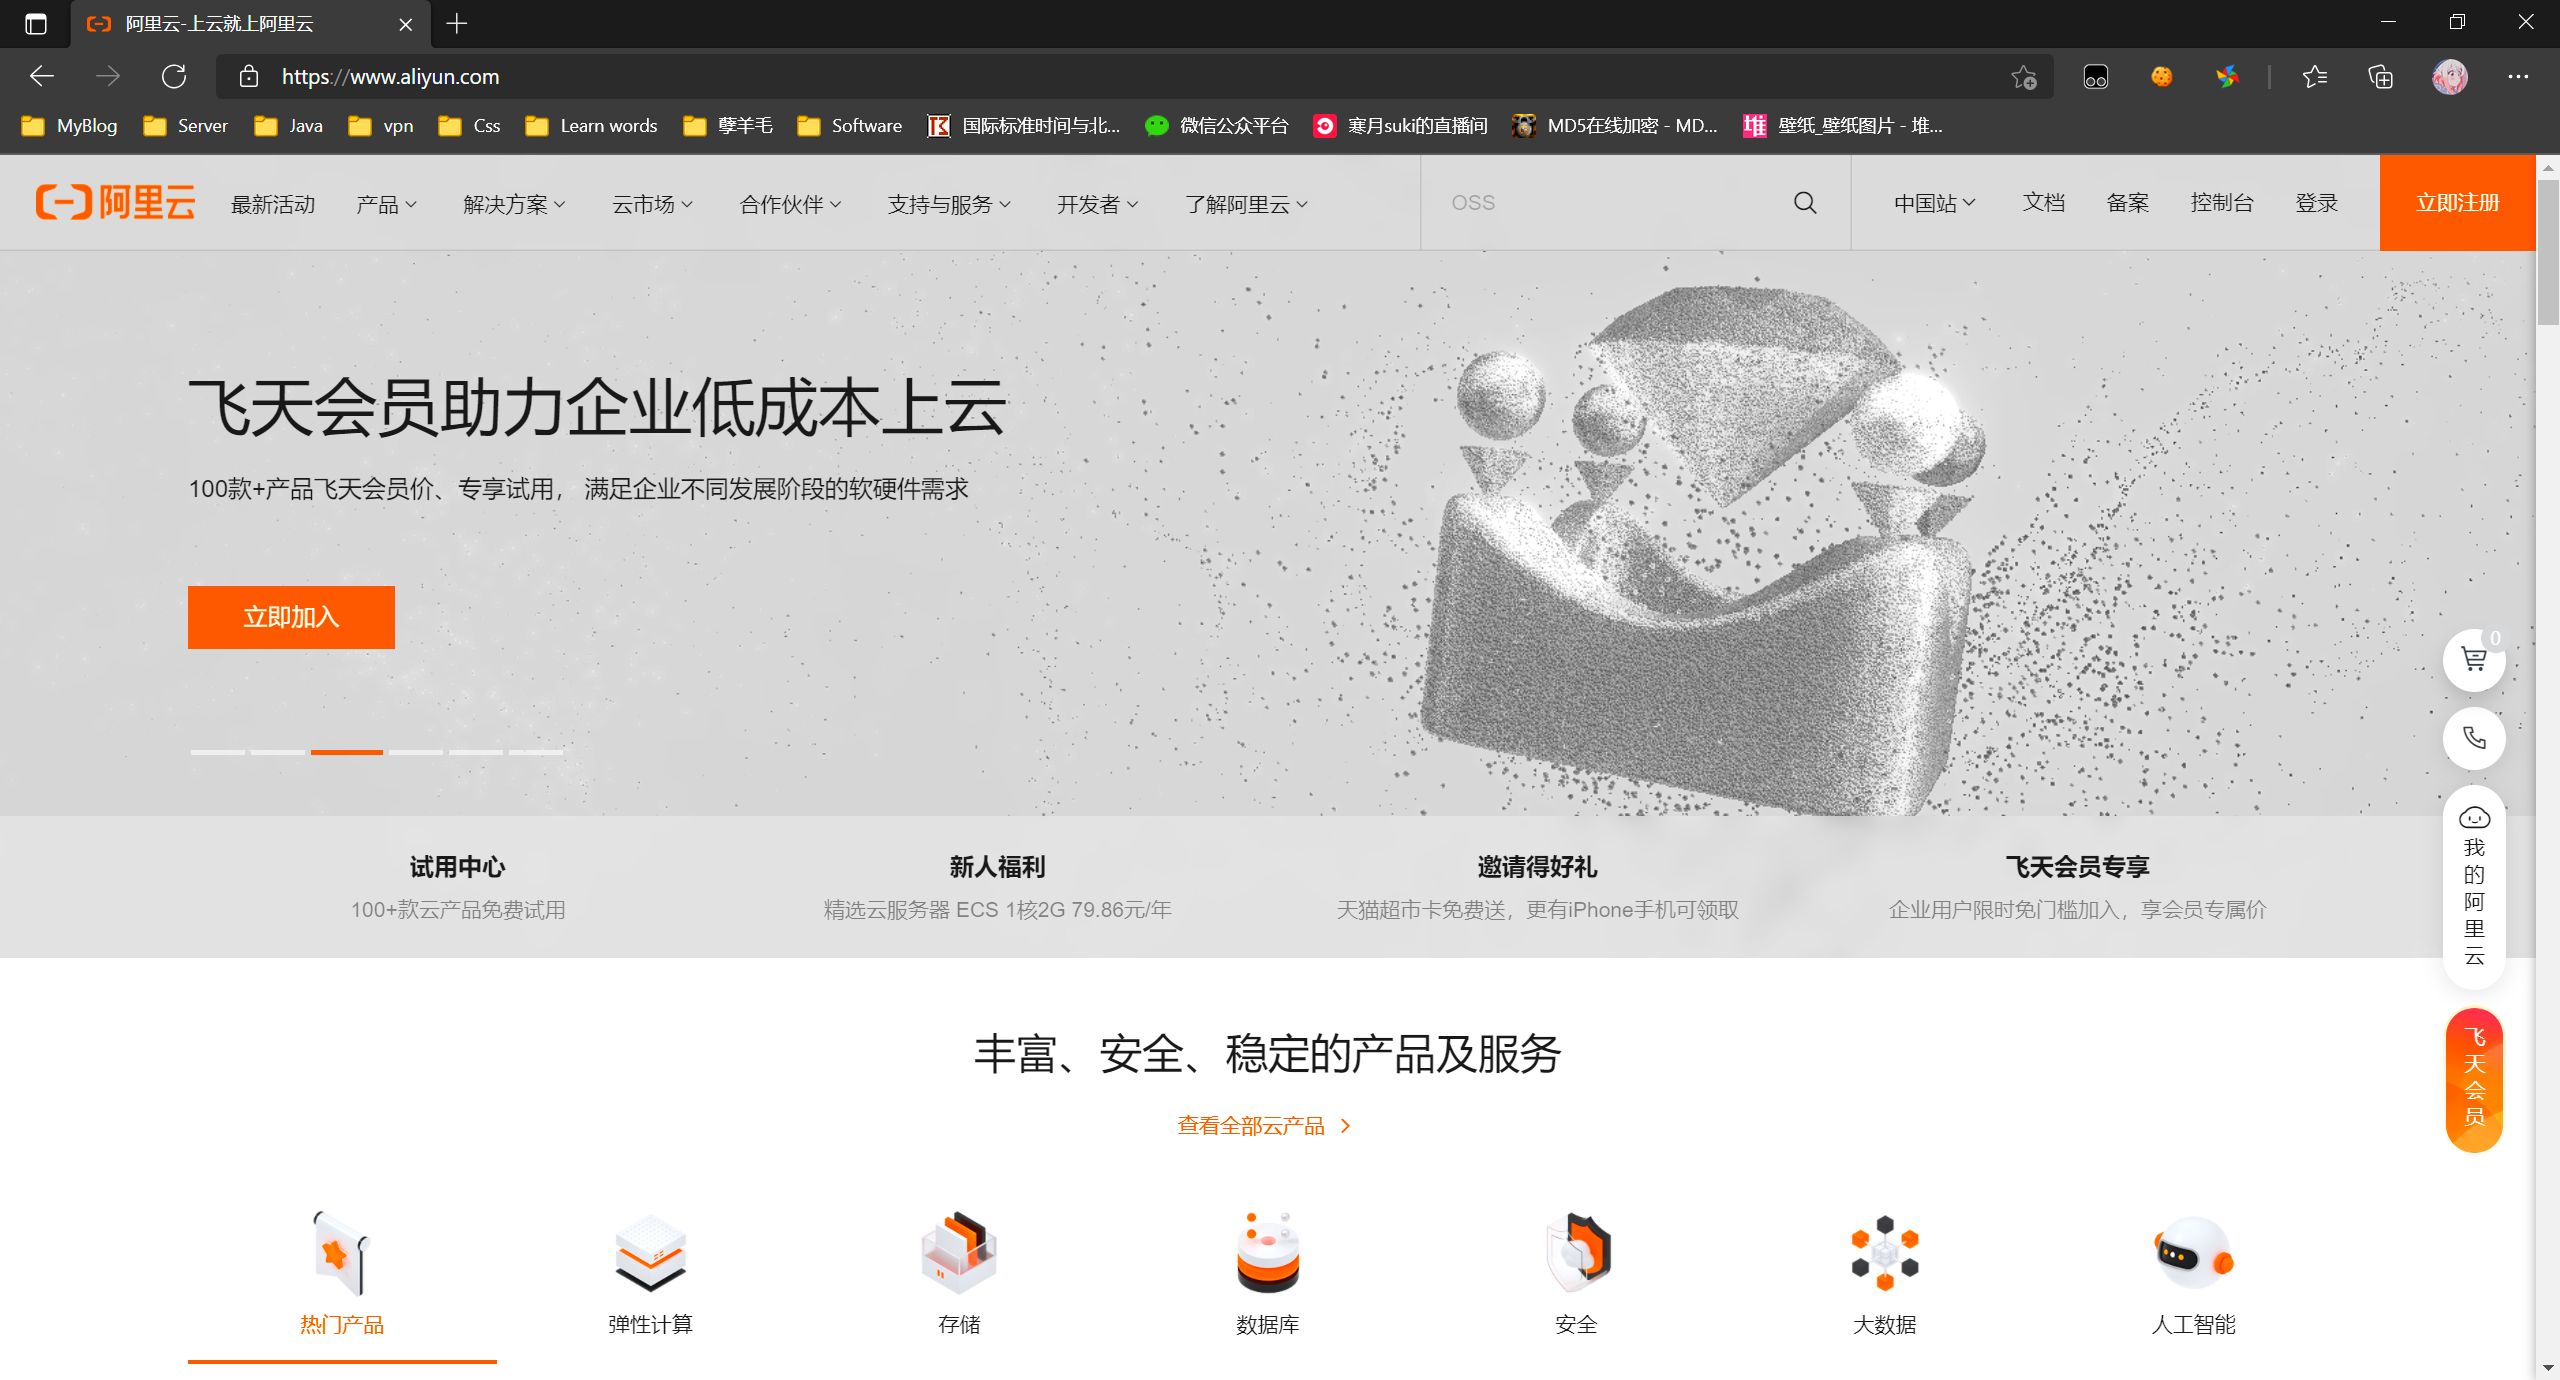 阿里云-上云就上阿里云
https://www.aliyun.com
MyBlog Server Java vpn Css Learn words 孽羊毛 Software 国际标准时间与北... 微信公众平台 寒月suki的直播间 MD5在线加密 - MD... 壁纸_壁纸图片 - 堆...
阿里云 最新活动 产品 解决方案 云市场 合作伙伴 支持与服务 开发者 了解阿里云 OSS 中国站 文档 备案 控制台 登录 立即注册
飞天会员助力企业低成本上云
100款+产品飞天会员价、专享试用， 满足企业不同发展阶段的软硬件需求
立即加入
0
我的阿里云
飞天会员
试用中心 新人福利 邀请得好礼 飞天会员专享
100+款云产品免费试用 精选云服务器 ECS 1核2G 79.86元/年 天猫超市卡免费送，更有iPhone手机可领取 企业用户限时免门槛加入，享会员专属价
丰富、安全、稳定的产品及服务
查看全部云产品
热门产品 弹性计算 存储 数据库 安全 大数据 人工智能